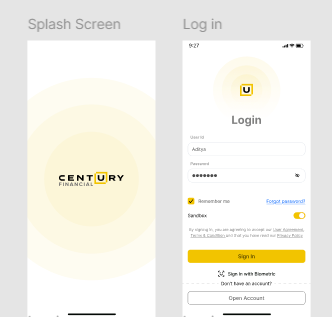 Splash Screen
Log in
CENTURY
FINANCIAL
9:27
U
Login
User ID
Aditya
Password
Remember me
Forgot password?
Sandbox
By signing in, you are agreeing to accept our User Agreement,
Terms & Condition and that you have read our Privacy Policy
Sign In
Sign in with Biometric
Don't have an account?
Open Account